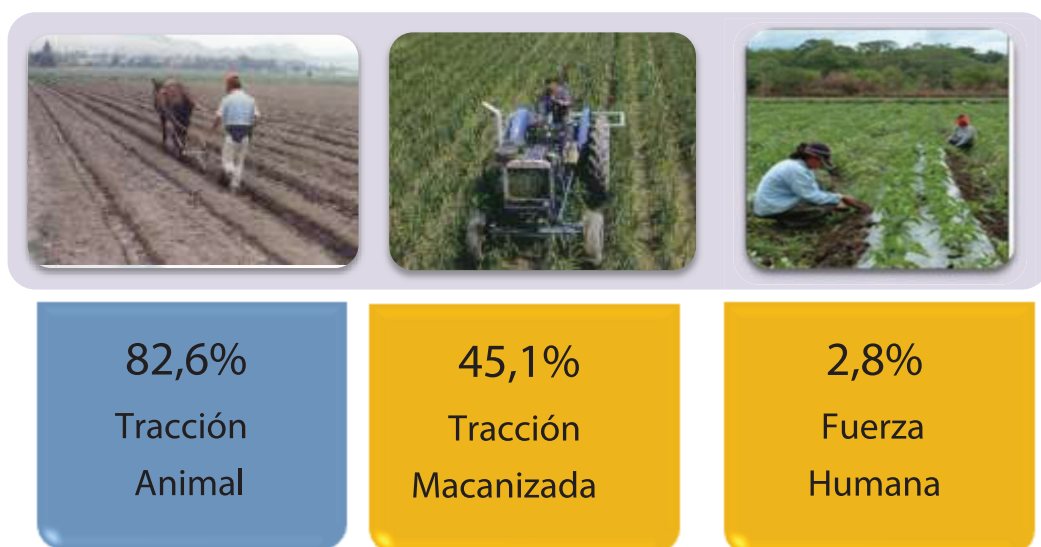 82,6%
Tracción
Animal
45,1%
Tracción
Macanizada
2,8%
Fuerza
Humana